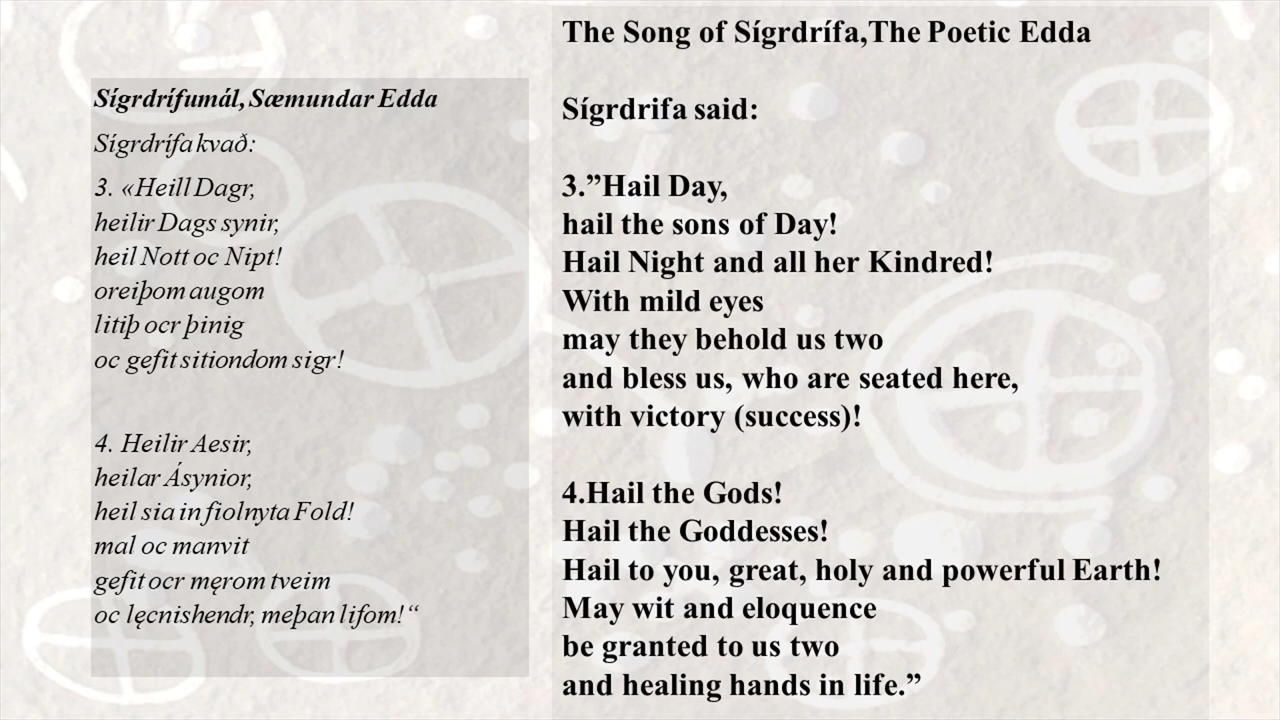 Sígrdrífumál, Sæmundar Edda
Sígrdrífa kvað:
3. «Heill Dagr,
heilir Dags synir,
heil Nott oc Nipt!
oreiþom augom
litiþ ocr þinig
oc gefit sitiondom sigr!
4. Heilir Aesir,
heilar Ásynior,
heil sia in fiolnyta Fold!
mal oc manvit
gefit ocr męrom tveim
oc lęcnishendr, meþan lifom!“
The Song of Sígrdrífa,The Poetic Edda
Sígrdrifa said:
3.”Hail Day,
hail the sons of Day!
Hail Night and all her Kindred!
With mild eyes
may they behold us two
and bless us, who are seated here,
with victory (success)!
4.Hail the Gods!
Hail the Goddesses!
Hail to you, great, holy and powerful Earth!
May wit and eloquence
be granted to us two
and healing hands in life.”